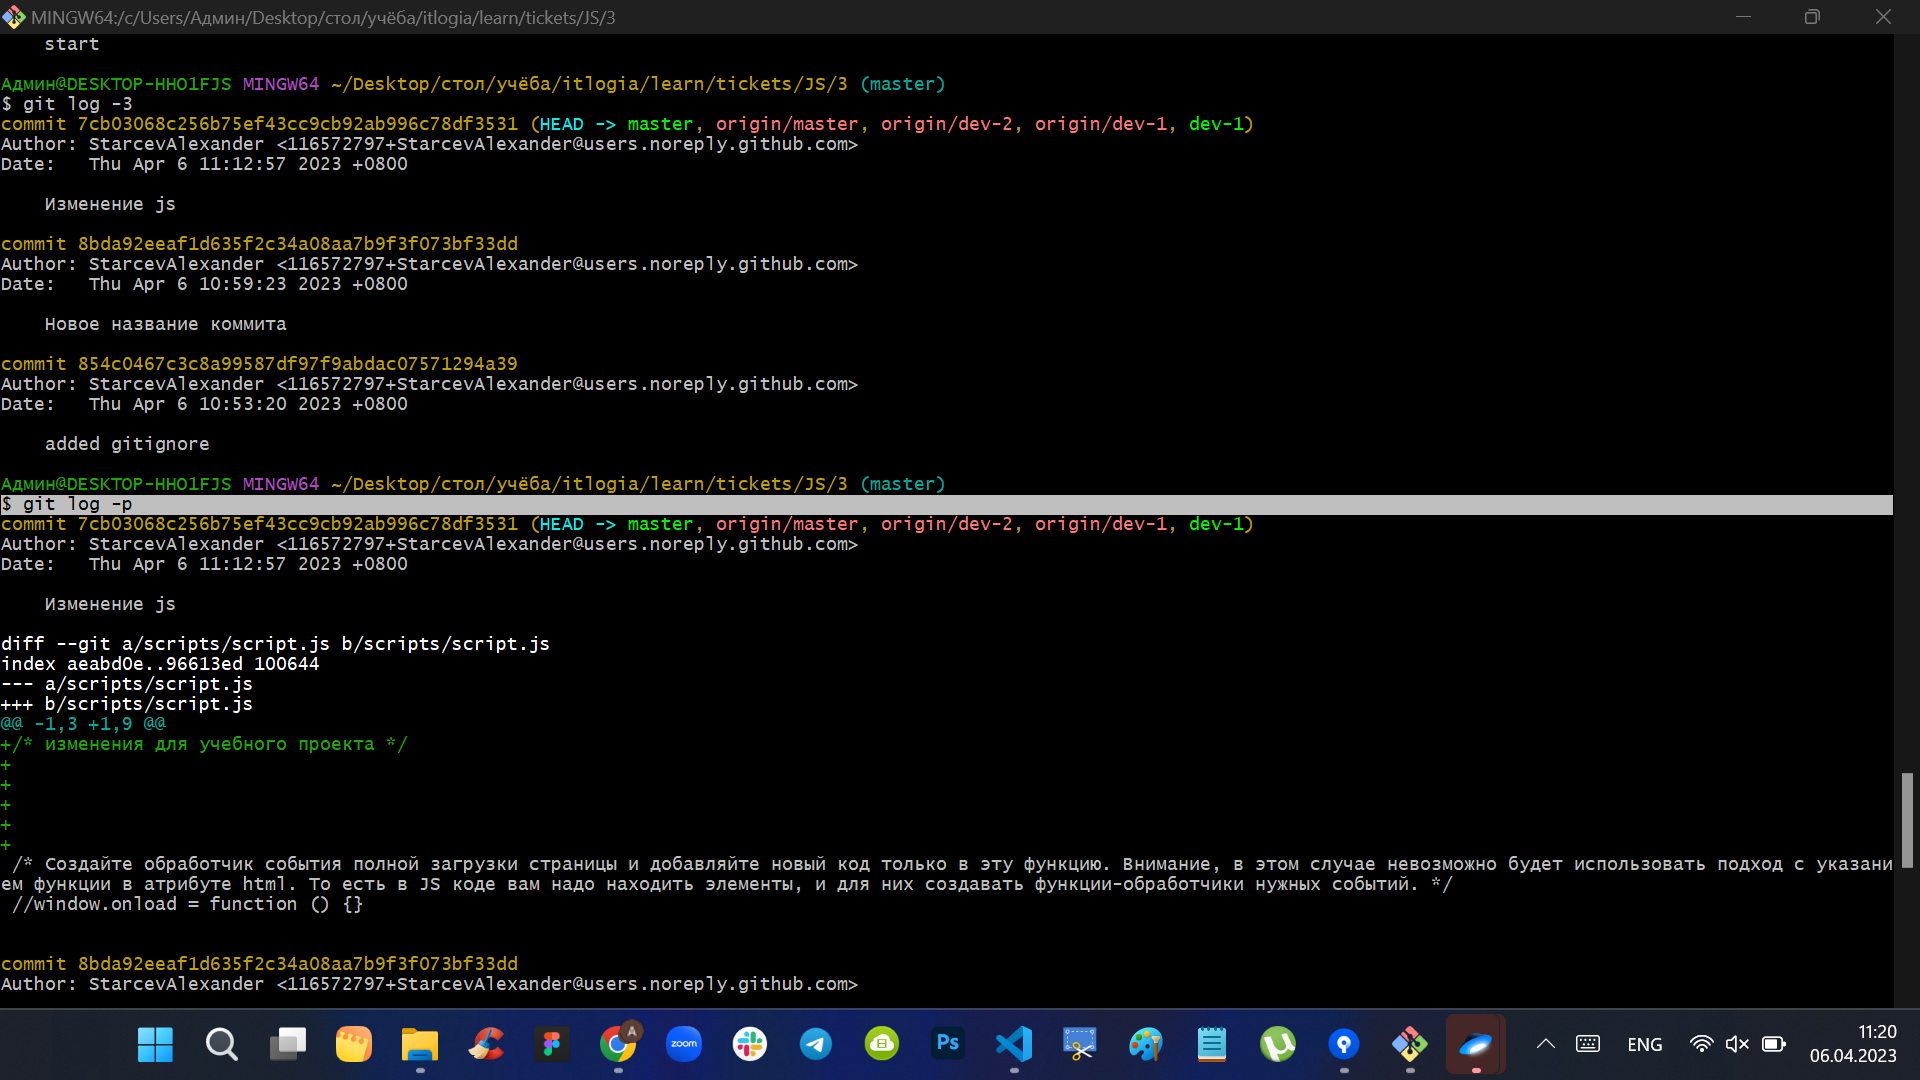 MINGW64:/c/Users/Админ/Desktop/стол/учёба/itlogia/learn/tickets/JS/3
start
Админ@DESKTOP-HHO1FJS MINGW64 ~/Desktop/стол/учёба/itlogia/learn/tickets/JS/3 (master)
$ git log -3
commit 7cb03068c256b75ef43cc9cb92ab996c78df3531 (HEAD -> master, origin/master, origin/dev-2, origin/dev-1, dev-1)
Author: StarcevAlexander <116572797+StarcevAlexander@users.noreply.github.com>
Date:   Thu Apr 6 11:12:57 2023 +0800
Изменение js
commit 8bda92eeaf1d635f2c34a08aa7b9f3f073bf33dd
Author: StarcevAlexander <116572797+StarcevAlexander@users.noreply.github.com>
Date:   Thu Apr 6 10:59:23 2023 +0800
Новое название коммита
commit 854c0467c3c8a99587df97f9abdac07571294a39
Author: StarcevAlexander <116572797+StarcevAlexander@users.noreply.github.com>
Date:   Thu Apr 6 10:53:20 2023 +0800
added gitignore
Админ@DESKTOP-HHO1FJS MINGW64 ~/Desktop/стол/учёба/itlogia/learn/tickets/JS/3 (master)
$ git log -p
commit 7cb03068c256b75ef43cc9cb92ab996c78df3531 (HEAD -> master, origin/master, origin/dev-2, origin/dev-1, dev-1)
Author: StarcevAlexander <116572797+StarcevAlexander@users.noreply.github.com>
Date:   Thu Apr 6 11:12:57 2023 +0800
Изменение js
diff --git a/scripts/script.js b/scripts/script.js
index aeabd0e..96613ed 100644
--- a/scripts/script.js
+++ b/scripts/script.js
@@ -1,3 +1,9 @@
+/* изменения для учебного проекта */
+
+
+
+
+
/* Создайте обработчик события полной загрузки страницы и добавляйте новый код только в эту функцию. Внимание, в этом случае невозможно будет использовать подход с указани
ем функции в атрибуте html. То есть в JS коде вам надо находить элементы, и для них создавать функции-обработчики нужных событий. */
//window.onload = function () {}
commit 8bda92eeaf1d635f2c34a08aa7b9f3f073bf33dd
Author: StarcevAlexander <116572797+StarcevAlexander@users.noreply.github.com>
A
zoom
Ps
ENG
11:20
06.04.2023